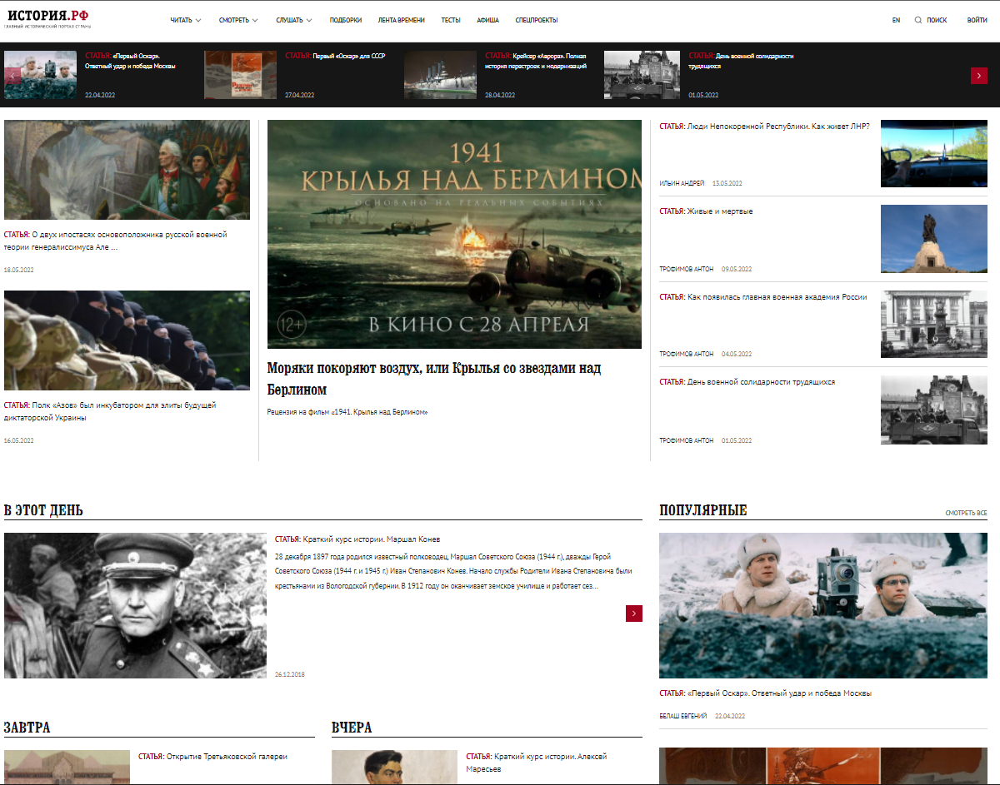 ИСТОРИЯ.РФ
ГЛАВНЫЙ ИСТОРИЧЕСКИЙ ПОРТАЛ СТРАНЫ
ЧИТАТЬ СМОТРЕТЬ СЛУШАТЬ ПОДБОРКИ ЛЕНТА ВРЕМЕНИ ТЕСТЫ АФИША СПЕЦПРОЕКТЫ EN ПОИСК ВОЙТИ
СТАТЬЯ: «Первый Оскар».
Ответный удар и победа Москвы
22.04.2022
СТАТЬЯ: Первый «Оскар» для СССР
27.04.2022
СТАТЬЯ: Крейсер «Аврора». Полная
история перестроек и модернизаций
28.04.2022
СТАТЬЯ: День военной солидарности
трудящихся
01.05.2022
СТАТЬЯ: О двух ипостасях основоположника русской военной
теории генералиссимуса Але ...
18.05.2022
СТАТЬЯ: Полк «Азов» был инкубатором для элиты будущей
диктаторской Украины
16.05.2022
1941
КРЫЛЬЯ НАД БЕРЛИНОМ
ОСНОВАНО НА РЕАЛЬНЫХ СОБЫТИЯХ
12+
В КИНО С 28 АПРЕЛЯ
Моряки покоряют воздух, или Крылья со звездами над
Берлином
Рецензия на фильм «1941. Крылья над Берлином»
СТАТЬЯ: Люди Непокоренной Республики. Как живет ЛНР?
ИЛЬИН АНДРЕЙ 13.05.2022
СТАТЬЯ: Живые и мертвые
ТРОФИМОВ АНТОН 09.05.2022
СТАТЬЯ: Как появилась главная военная академия России
ТРОФИМОВ АНТОН 04.05.2022
СТАТЬЯ: День военной солидарности трудящихся
ТРОФИМОВ АНТОН 01.05.2022
В ЭТОТ ДЕНЬ
СТАТЬЯ: Краткий курс истории. Маршал Конев
28 декабря 1897 года родился известный полководец, Маршал Советского Союза (1944 г.), дважды Герой
Советского Союза (1944 г. и 1945 г.) Иван Степанович Конев. Начало службы Родители Ивана Степановича были
крестьянами из Вологодской губернии. В 1912 году он оканчивает земское училище и работает сез...
26.12.2018
ПОПУЛЯРНЫЕ
СМОТРЕТЬ ВСЕ
СТАТЬЯ: «Первый Оскар». Ответный удар и победа Москвы
БЕЛАШ ЕВГЕНИЙ 22.04.2022
ЗАВТРА
СТАТЬЯ: Открытие Третьяковской галереи
ВЧЕРА
СТАТЬЯ: Краткий курс истории. Алексей
Маресьев